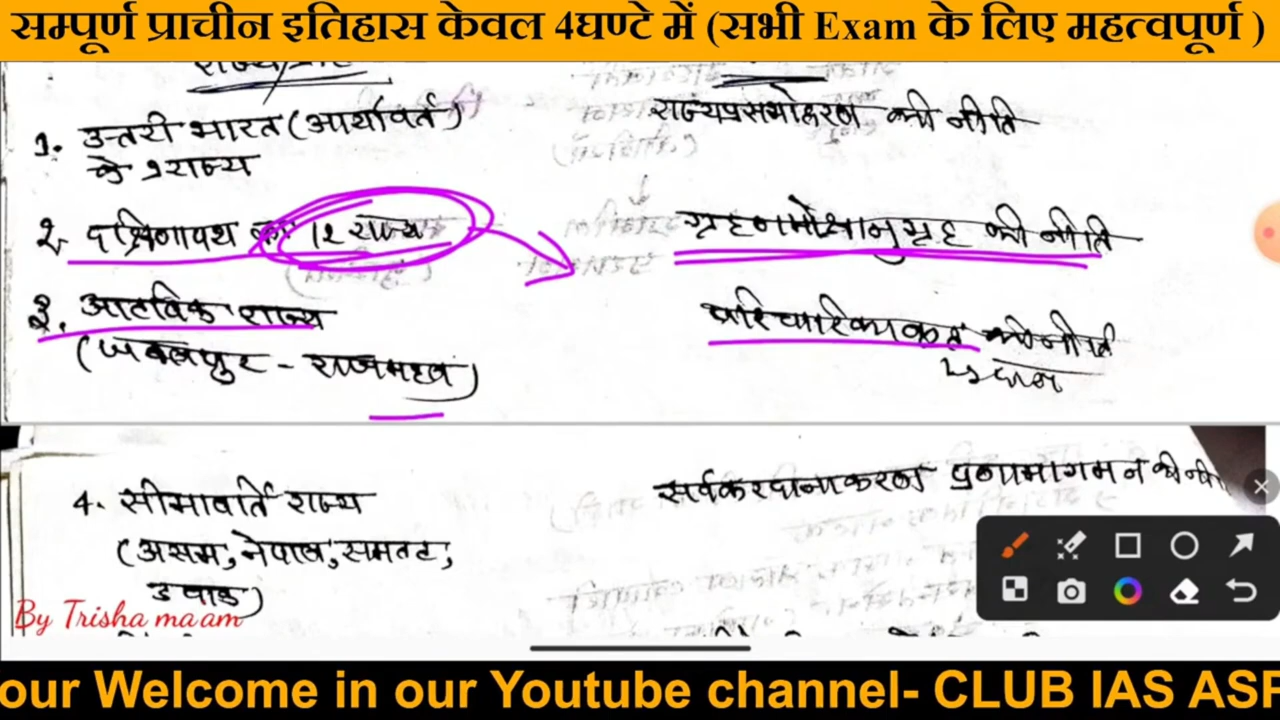 सम्पूर्ण प्राचीन इतिहास केवल 4घण्टे में (सभी Exam के लिए महत्वपूर्ण )
1. उत्तरी भारत (आर्यावर्त) राज्यप्रसभोहरण की नीति
के 9 राज्य
2. दक्षिणापथ का 12 राज्य ग्रहणमोक्षानुग्रह की नीति
3. आटविक राज्य परिचारिकाकृत की नीति
(जबलपुर - राजमहल)
4. सीमावर्ति राज्य सर्वकरदानाकरण प्रणामागमन की
(असम, नेपाल, समतट,
डवाक)
By Trisha maam
our Welcome in our Youtube channel- CLUB IAS ASP